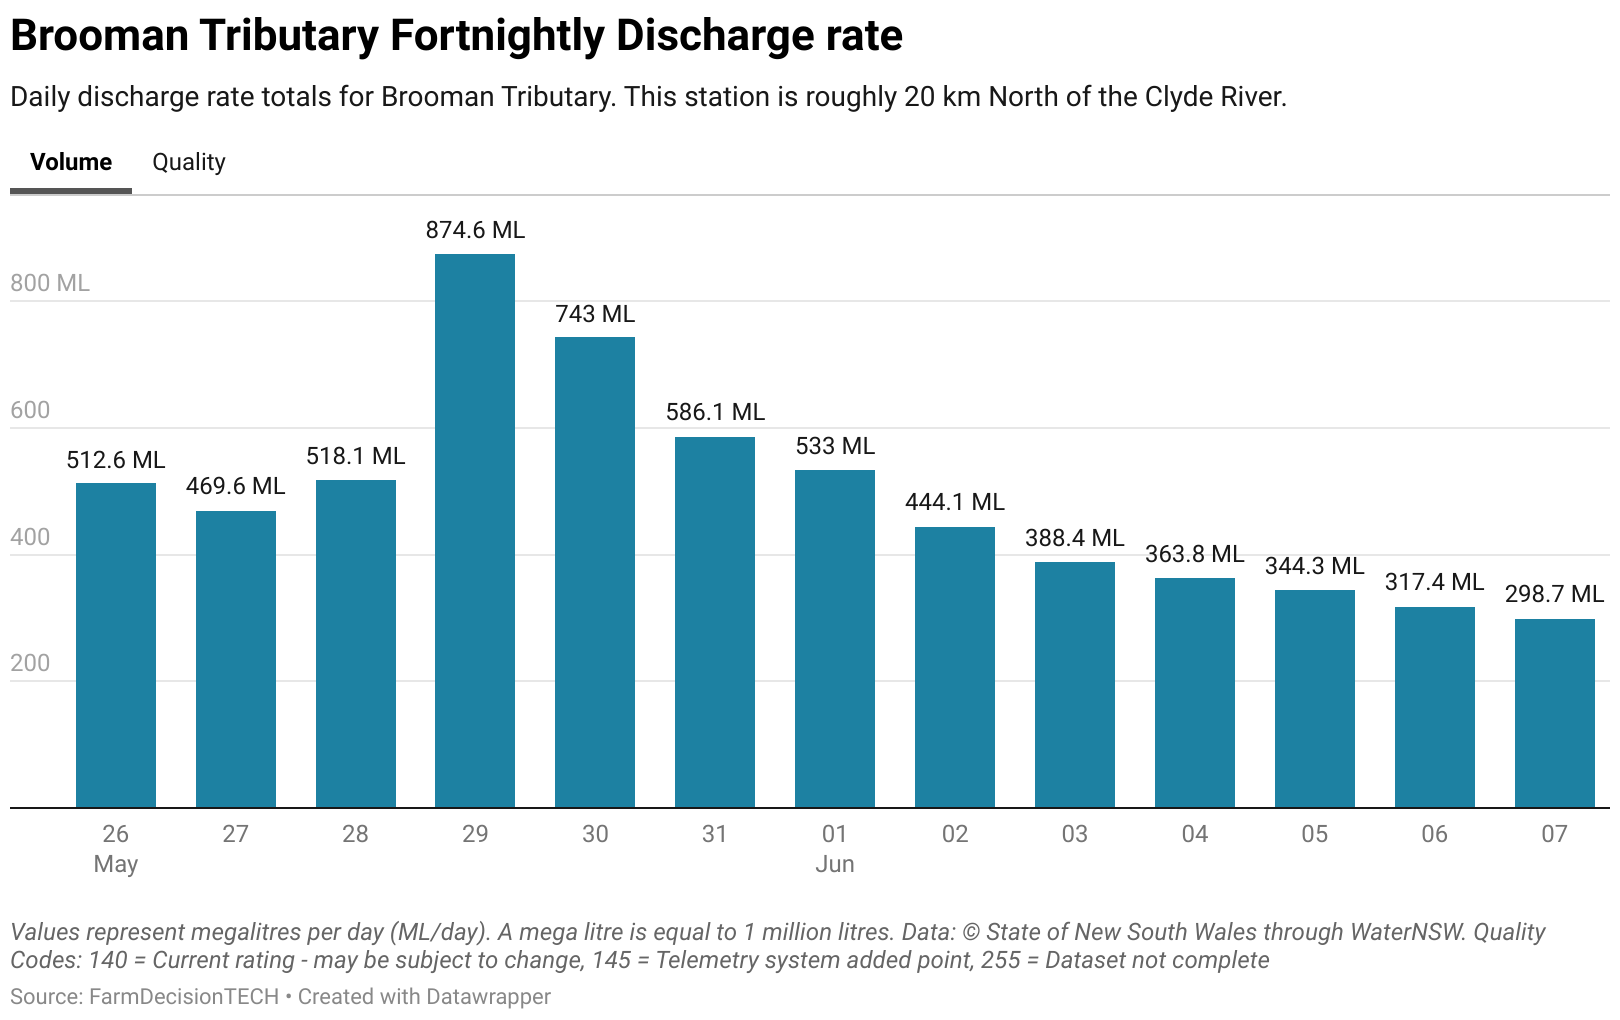 Brooman Tributary Fortnightly Discharge rate
Daily discharge rate totals for Brooman Tributary. This station is roughly 20 km North of the Clyde River.
Volume Quality
874.6 ML
800 ML
743 ML
600
586.1 ML
533 ML
512.6 ML
469.6 ML
518.1 ML
444.1 ML
400
388.4 ML
363.8 ML
344.3 ML
317.4 ML
298.7 ML
200
26 27 28 29 30 31 01 02 03 04 05 06 07
May Jun
Values represent megalitres per day (ML/day). A mega litre is equal to 1 million litres. Data: © State of New South Wales through WaterNSW. Quality
Codes: 140 = Current rating - may be subject to change, 145 = Telemetry system added point, 255 = Dataset not complete
Source: FarmDecisionTECH • Created with Datawrapper